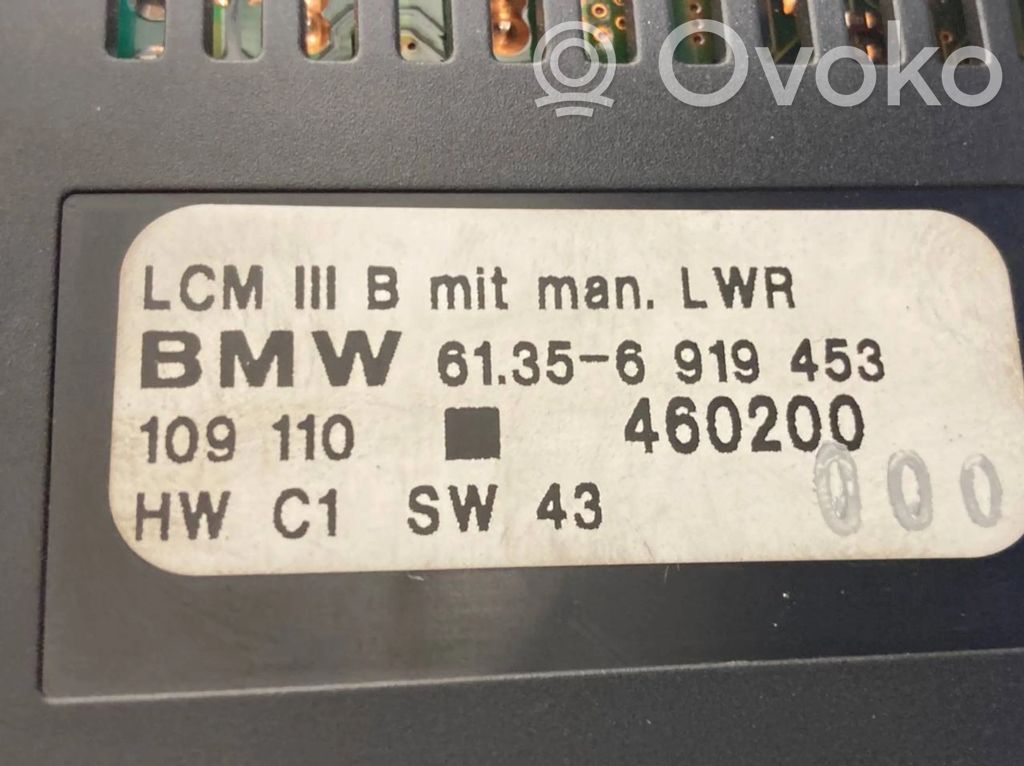 Ovoko
LCM III B mit man. LWR
BMW 61.35-6 919 453
109 110 460200
000
HW C1 SW 43